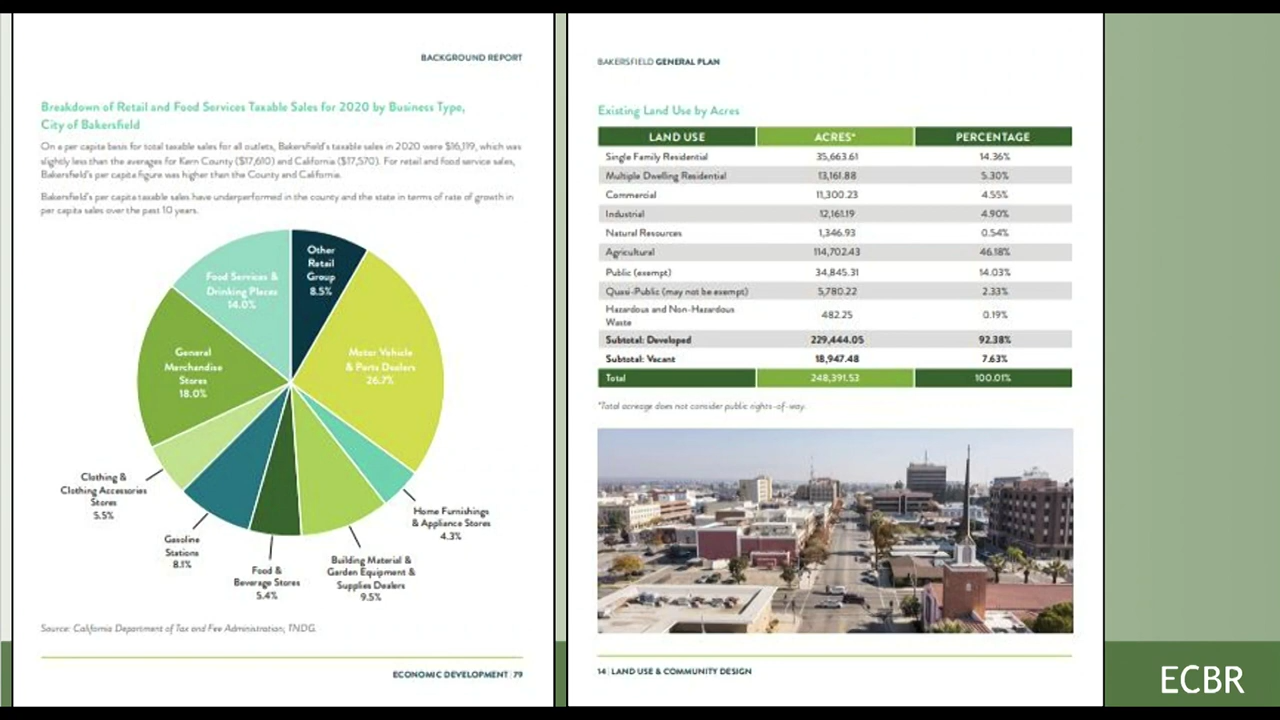 BACKGROUND REPORT
Breakdown of Retail and Food Services Taxable Sales for 2020 by Business Type,
City of Bakersfield
On a per capita basis for total taxable sales for all outlets, Bakersfield's taxable sales in 2020 were $16,119, which was
slightly less than the averages for Kern County ($17,610) and California ($17,570). For retail and food service sales,
Bakersfield's per capita figure was higher than the County and California.
Bakersfield's per capita taxable sales have underperformed in the county and the state in terms of rate of growth in
per capita sales over the past 10 years.
Other
Retail
Group
8.5%
Food Services &
Drinking Places
14.0%
Motor Vehicle
& Parts Dealers
26.7%
General
Merchandise
Stores
18.0%
Clothing &
Clothing Accessories
Stores
5.5%
Gasoline
Stations
8.1%
Food &
Beverage Stores
5.4%
Building Material &
Garden Equipment &
Supplies Dealers
9.5%
Home Furnishings
& Appliance Stores
4.3%
Source: California Department of Tax and Fee Administration; TNDG.
ECONOMIC DEVELOPMENT | 79
BAKERSFIELD GENERAL PLAN
Existing Land Use by Acres
LAND USE ACRES* PERCENTAGE
Single Family Residential 35,663.61 14.36%
Multiple Dwelling Residential 13,161.88 5.30%
Commercial 11,300.23 4.55%
Industrial 12,161.19 4.90%
Natural Resources 1,346.93 0.54%
Agricultural 114,702.43 46.18%
Public (exempt) 34,845.31 14.03%
Quasi-Public (may not be exempt) 5,780.22 2.33%
Hazardous and Non-Hazardous
Waste 482.25 0.19%
Subtotal: Developed 229,444.05 92.38%
Subtotal: Vacant 18,947.48 7.63%
Total 248,391.53 100.01%
*Total acreage does not consider public rights-of-way.
14 | LAND USE & COMMUNITY DESIGN
ECBR